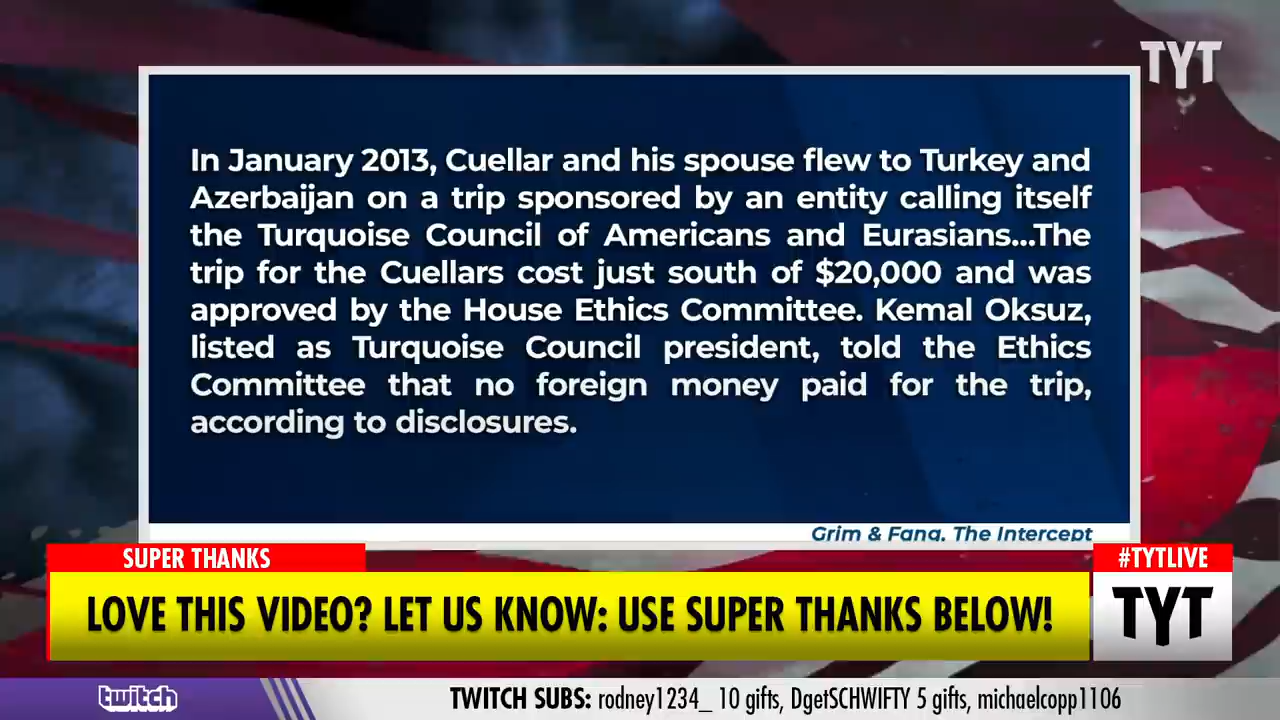 TYT
In January 2013, Cuellar and his spouse flew to Turkey and
Azerbaijan on a trip sponsored by an entity calling itself
the Turquoise Council of Americans and Eurasians...The
trip for the Cuellars cost just south of $20,000 and was
approved by the House Ethics Committee. Kemal Oksuz,
listed as Turquoise Council president, told the Ethics
Committee that no foreign money paid for the trip,
according to disclosures.
Grim & Fang, The Intercept
SUPER THANKS
#TYTLIVE
LOVE THIS VIDEO? LET US KNOW: USE SUPER THANKS BELOW!
TYT
twitch
TWITCH SUBS: rodney1234_ 10 gifts, DgetSCHWIFTY 5 gifts, michaelcopp1106